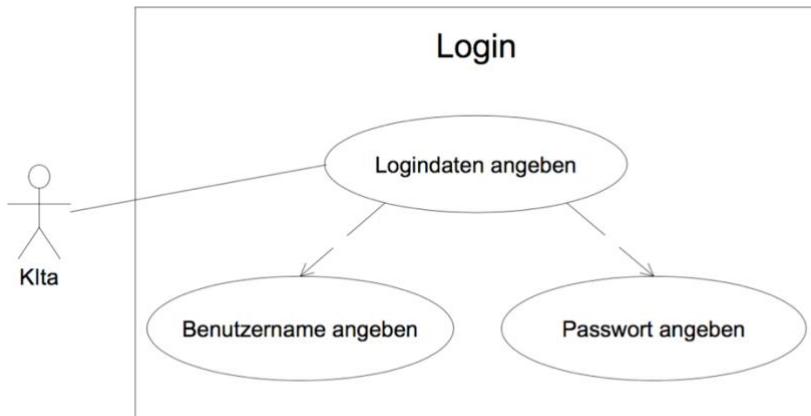 Login
Logindaten angeben
KIta
Benutzername angeben
Passwort angeben